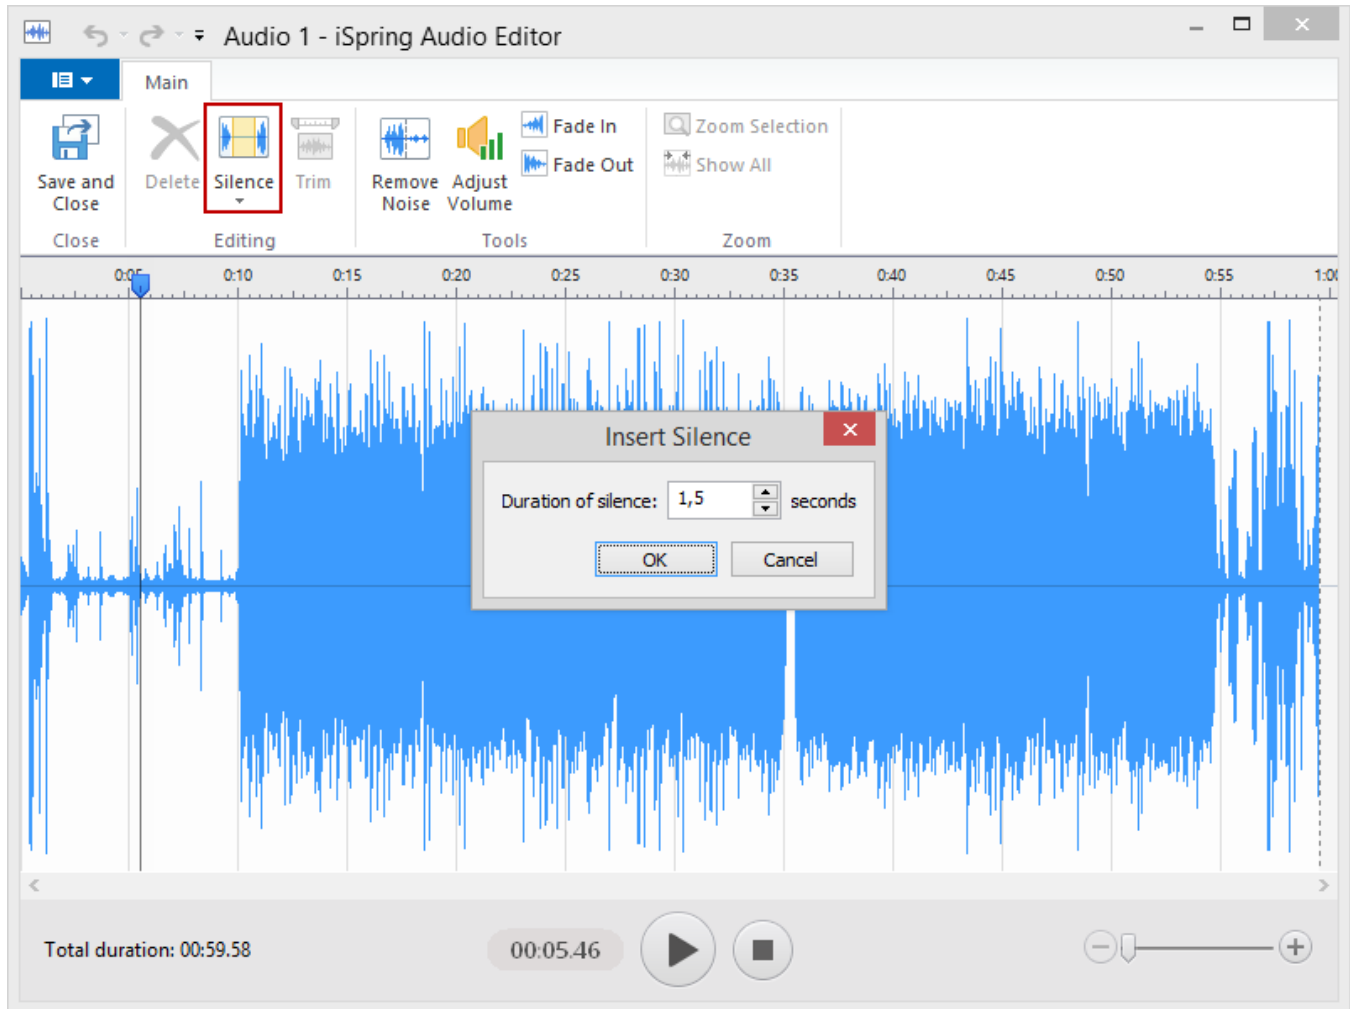 Audio 1 - iSpring Audio Editor
Main
Save and Close
Delete
Silence
Trim
Remove Noise
Adjust Volume
Fade In
Fade Out
Zoom Selection
Show All
Close
Editing
Tools
Zoom
0:05 0:10 0:15 0:20 0:25 0:30 0:35 0:40 0:45 0:50 0:55 1:00
Insert Silence
Duration of silence: 1,5 seconds
OK Cancel
Total duration: 00:59.58
00:05.46